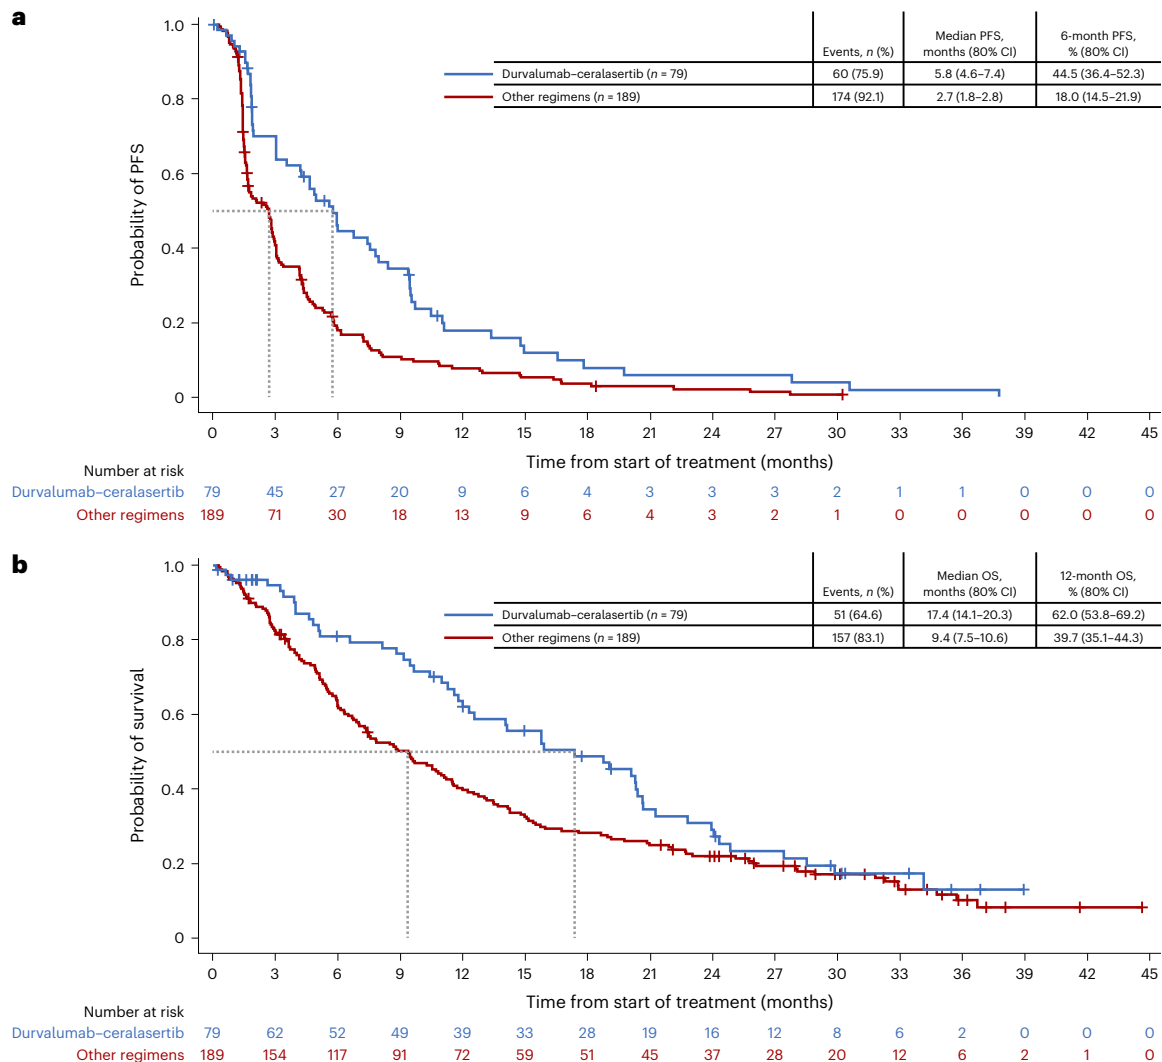 a
Events, n (%) Median PFS, months (80% CI) 6-month PFS, % (80% CI)
Durvalumab–ceralasertib (n = 79) 60 (75.9) 5.8 (4.6–7.4) 44.5 (36.4–52.3)
Other regimens (n = 189) 174 (92.1) 2.7 (1.8–2.8) 18.0 (14.5–21.9)
Probability of PFS
1.0
0.8
0.6
0.4
0.2
0
0 3 6 9 12 15 18 21 24 27 30 33 36 39 42 45
Time from start of treatment (months)
Number at risk
Durvalumab–ceralasertib 79 45 27 20 9 6 4 3 3 3 2 1 1 0 0 0
Other regimens 189 71 30 18 13 9 6 4 3 2 1 0 0 0 0 0
b
Events, n (%) Median OS, months (80% CI) 12-month OS, % (80% CI)
Durvalumab–ceralasertib (n = 79) 51 (64.6) 17.4 (14.1–20.3) 62.0 (53.8–69.2)
Other regimens (n = 189) 157 (83.1) 9.4 (7.5–10.6) 39.7 (35.1–44.3)
Probability of survival
1.0
0.8
0.6
0.4
0.2
0
0 3 6 9 12 15 18 21 24 27 30 33 36 39 42 45
Time from start of treatment (months)
Number at risk
Durvalumab–ceralasertib 79 62 52 49 39 33 28 19 16 12 8 6 2 0 0 0
Other regimens 189 154 117 91 72 59 51 45 37 28 20 12 6 2 1 0